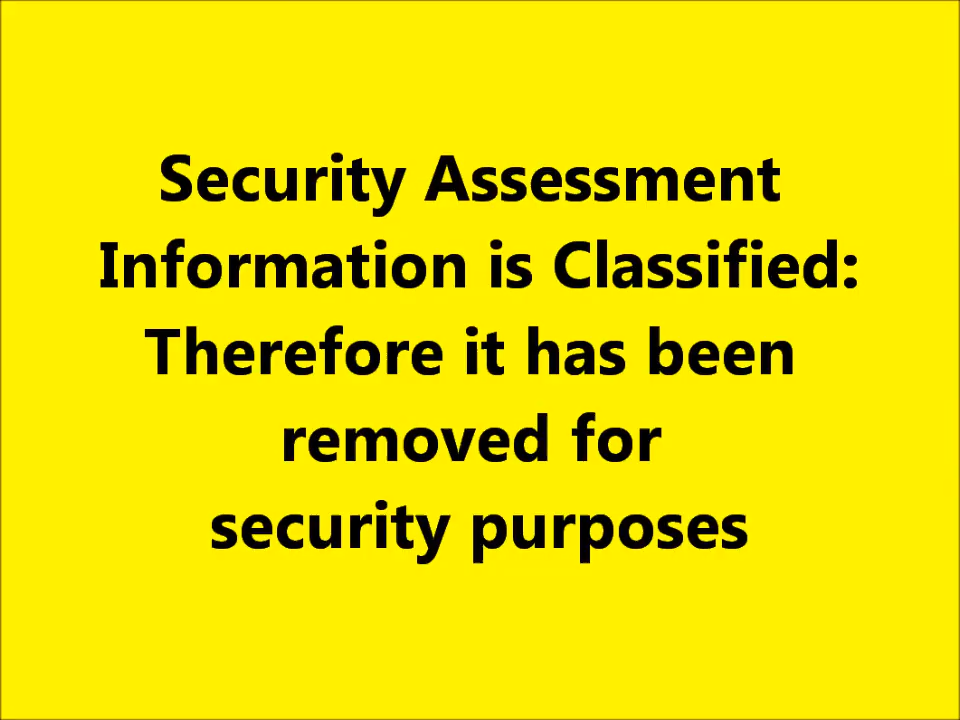 Security Assessment
Information is Classified:
Therefore it has been
removed for
security purposes